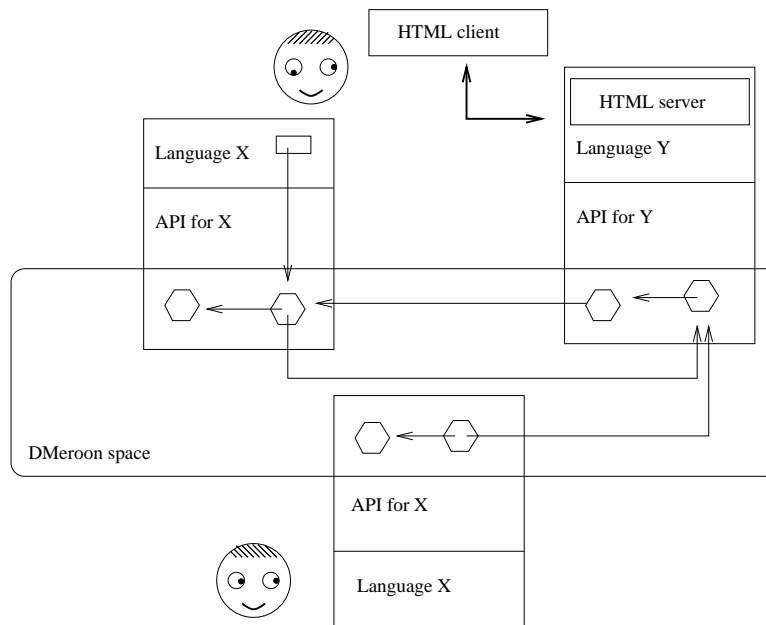 HTML client
HTML server
Language X
Language Y
API for X
API for Y
DMeroon space
API for X
Language X